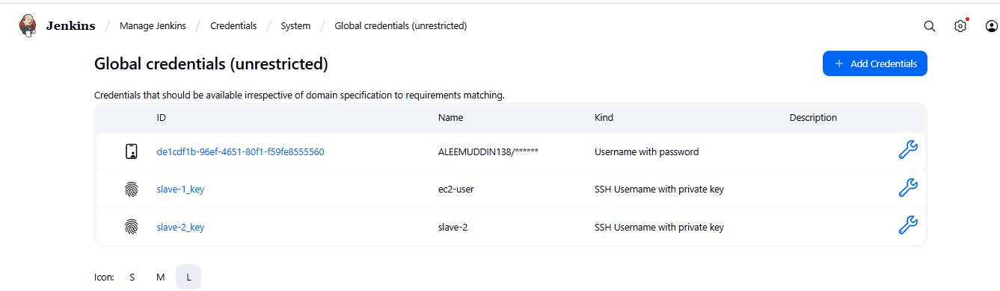 Jenkins / Manage Jenkins / Credentials / System / Global credentials (unrestricted)
Global credentials (unrestricted)
+ Add Credentials
Credentials that should be available irrespective of domain specification to requirements matching.
ID Name Kind Description
de1cdf1b-96ef-4651-80f1-f59fe8555560 ALEEMUDDIN138/****** Username with password
slave-1_key ec2-user SSH Username with private key
slave-2_key slave-2 SSH Username with private key
Icon: S M L